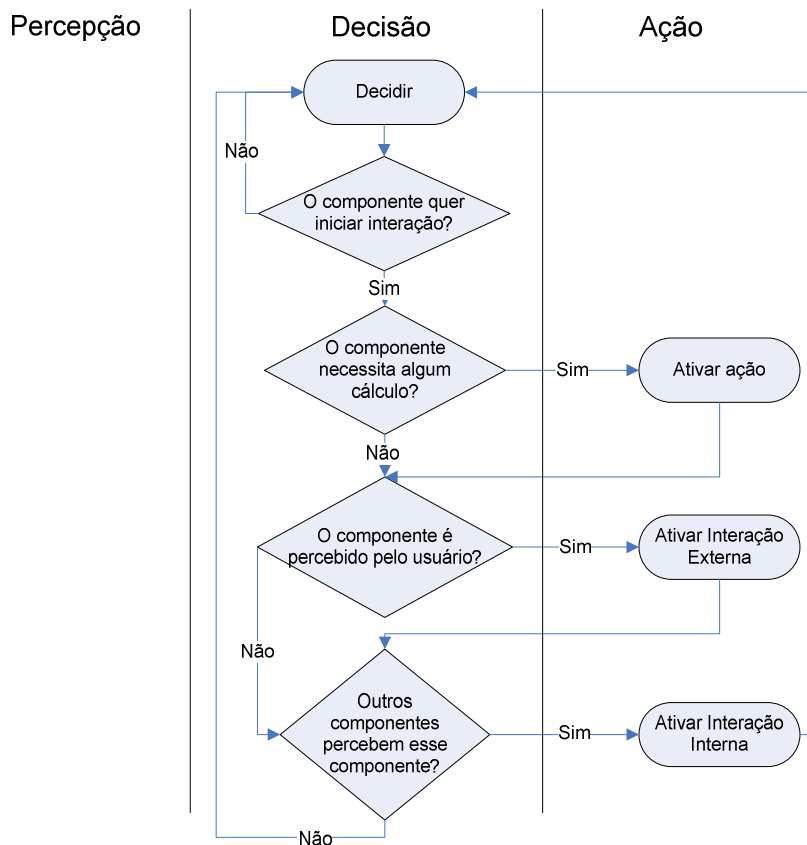 Percepção
Decisão
Ação
Decidir
Não
O componente quer
iniciar interação?
Sim
O componente
necessita algum
cálculo?
Sim
Ativar ação
Não
O componente é
percebido pelo usuário?
Sim
Ativar Interação
Externa
Não
Outros
componentes
percebem esse
componente?
Sim
Ativar Interação
Interna
Não